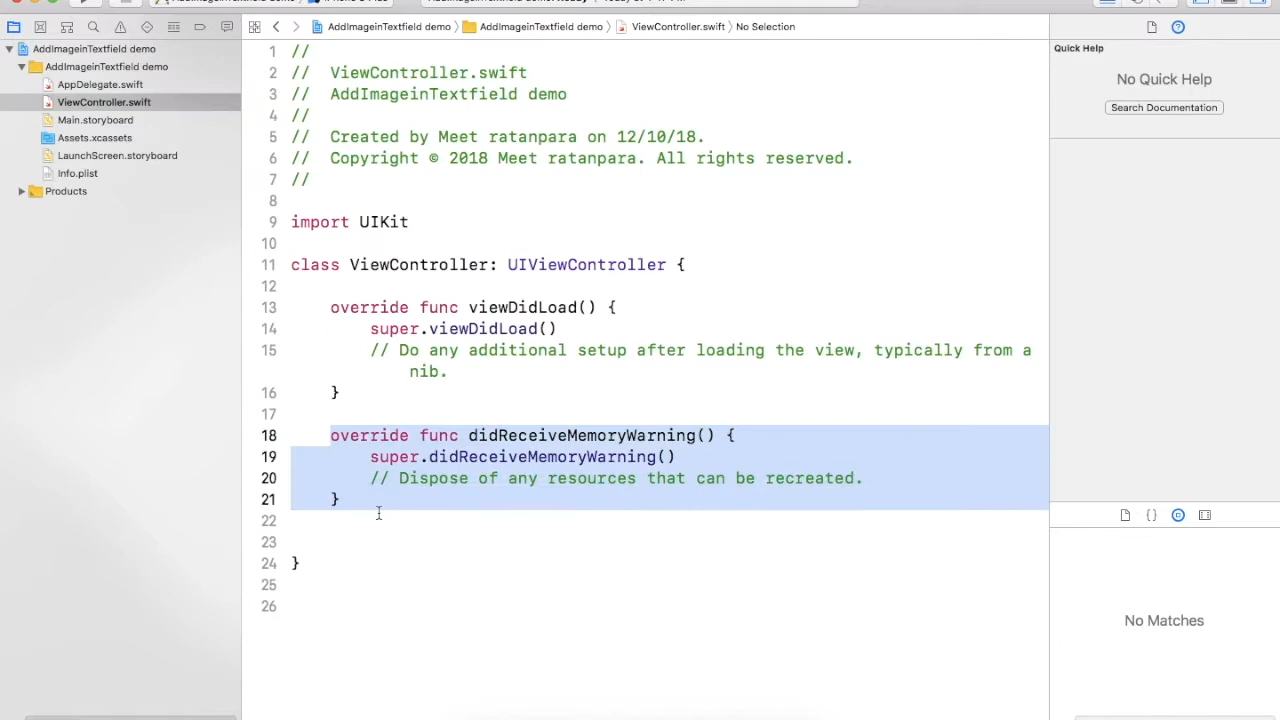 AddImageinTextfield demo
AddImageinTextfield demo
ViewController.swift
No Selection
AddImageinTextfield demo
AddImageinTextfield demo
AppDelegate.swift
ViewController.swift
Main.storyboard
Assets.xcassets
LaunchScreen.storyboard
Info.plist
Products
1 //
2 // ViewController.swift
3 // AddImageinTextfield demo
4 //
5 // Created by Meet ratanpara on 12/10/18.
6 // Copyright © 2018 Meet ratanpara. All rights reserved.
7 //
8
9 import UIKit
10
11 class ViewController: UIViewController {
12
13 override func viewDidLoad() {
14 super.viewDidLoad()
15 // Do any additional setup after loading the view, typically from a
nib.
16 }
17
18 override func didReceiveMemoryWarning() {
19 super.didReceiveMemoryWarning()
20 // Dispose of any resources that can be recreated.
21 }
22
23
24 }
25
26
Quick Help
No Quick Help
Search Documentation
No Matches